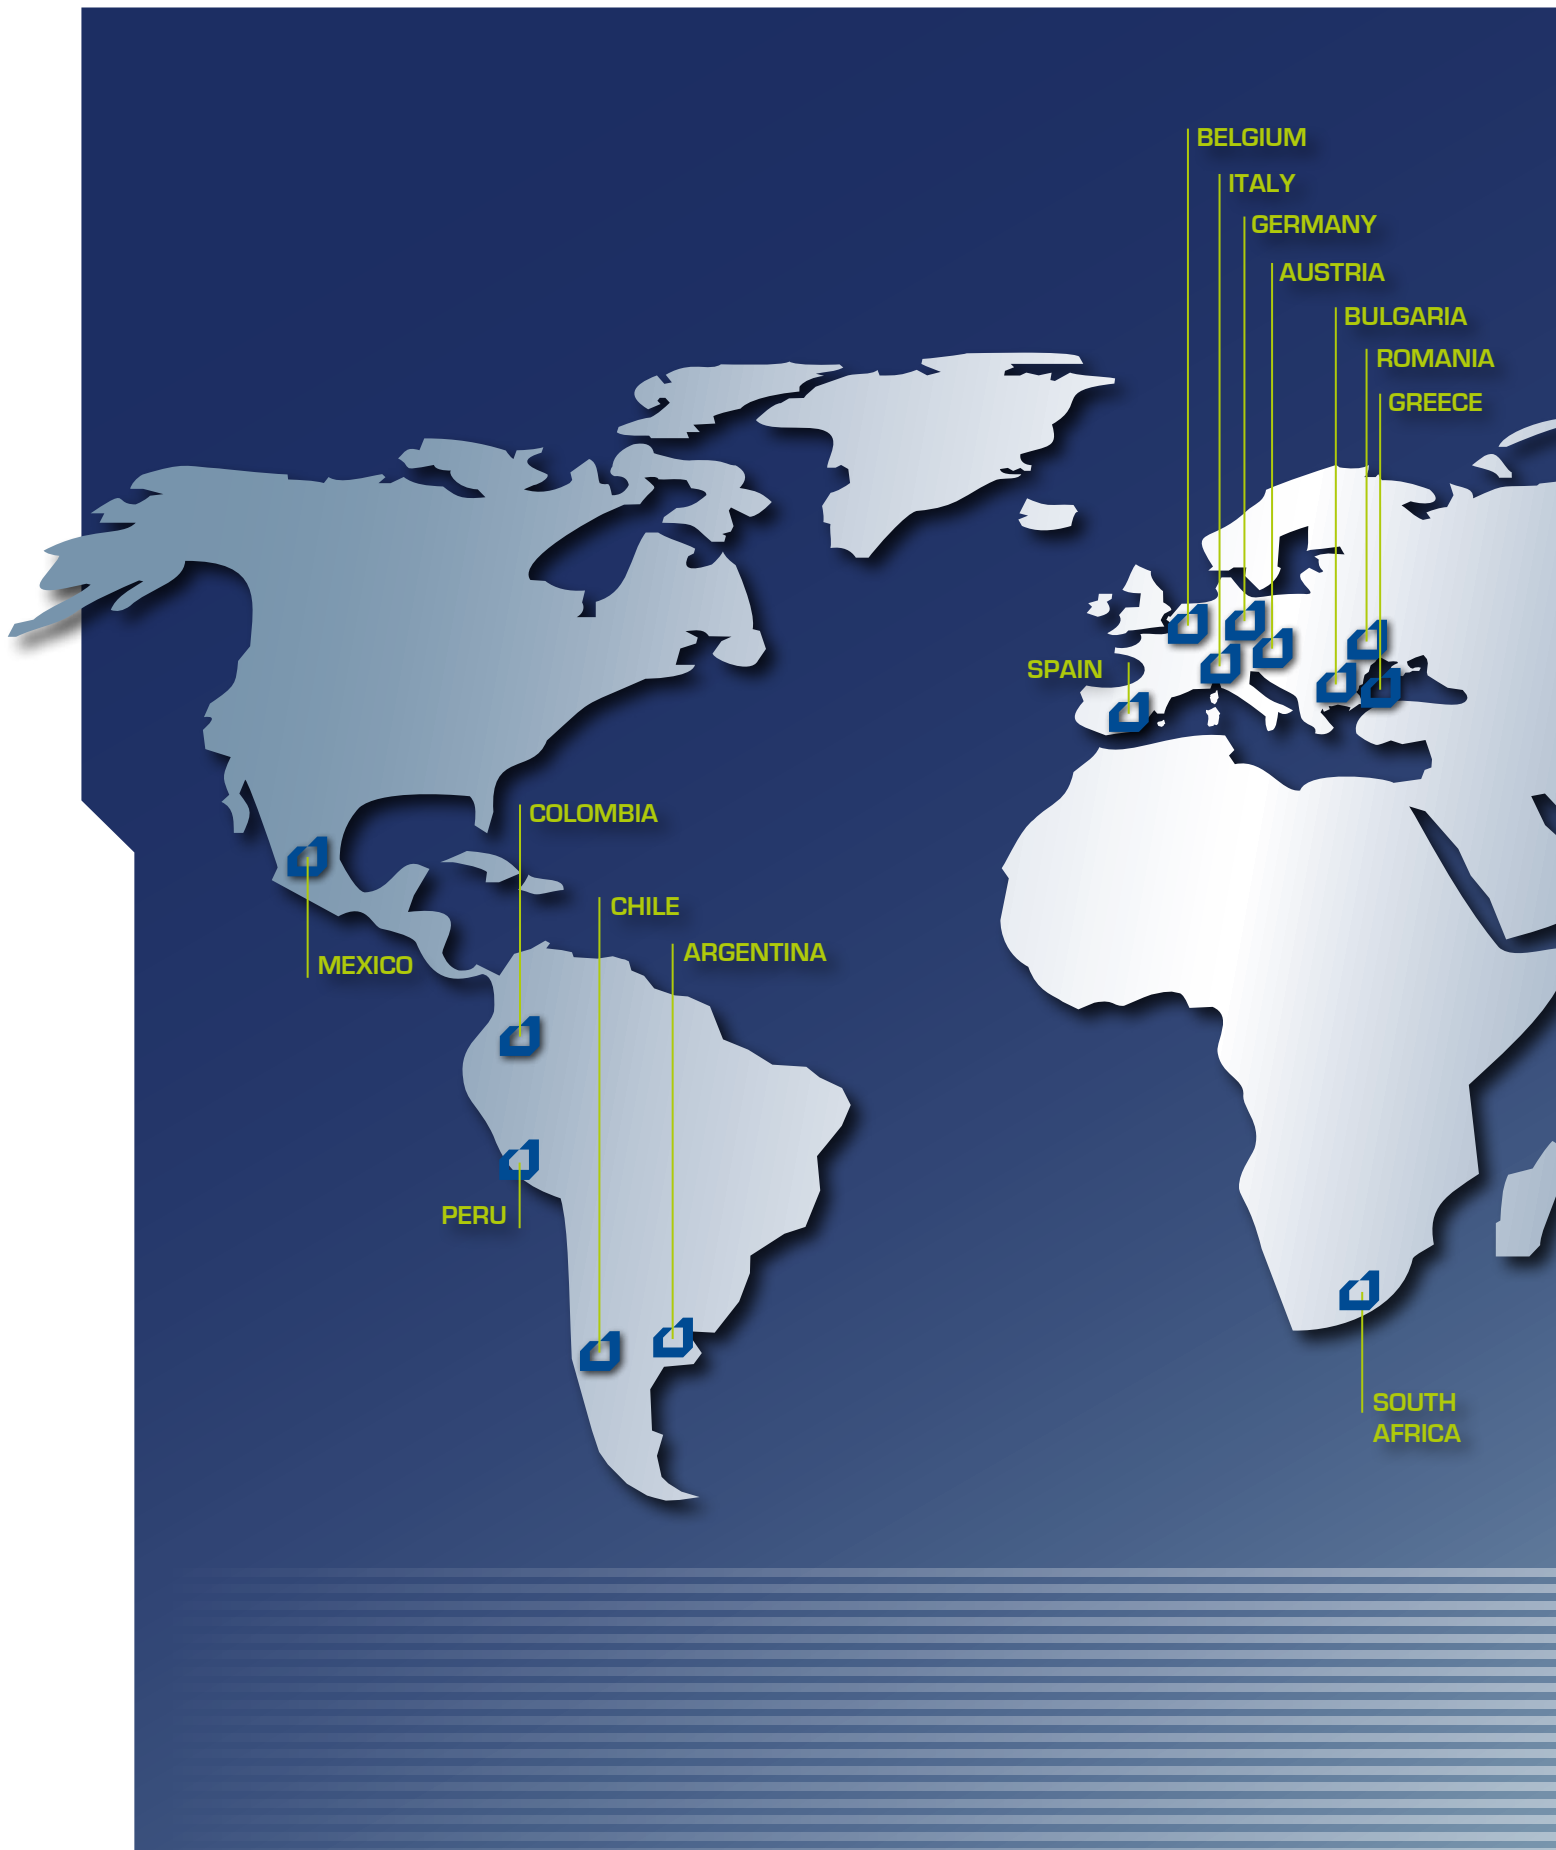 BELGIUM
ITALY
GERMANY
AUSTRIA
BULGARIA
ROMANIA
GREECE
SPAIN
COLOMBIA
CHILE
ARGENTINA
MEXICO
PERU
SOUTH
AFRICA